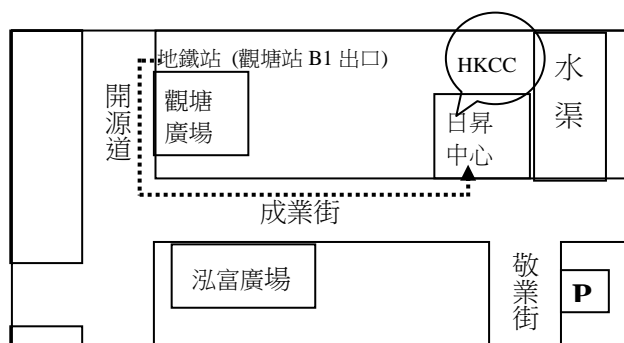 地鐵站 (觀塘站 B1 出口)
HKCC
水渠
開源道
觀塘
廣場
日昇
中心
成業街
泓富廣場
敬業街
P